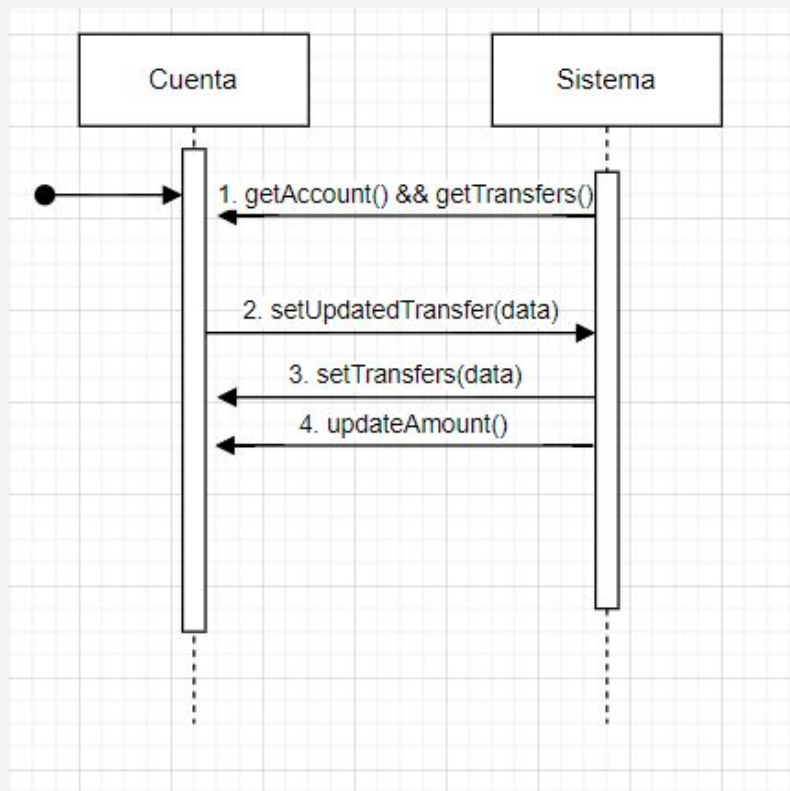 Cuenta
Sistema
1. getAccount() && getTransfers()
2. setUpdatedTransfer(data)
3. setTransfers(data)
4. updateAmount()